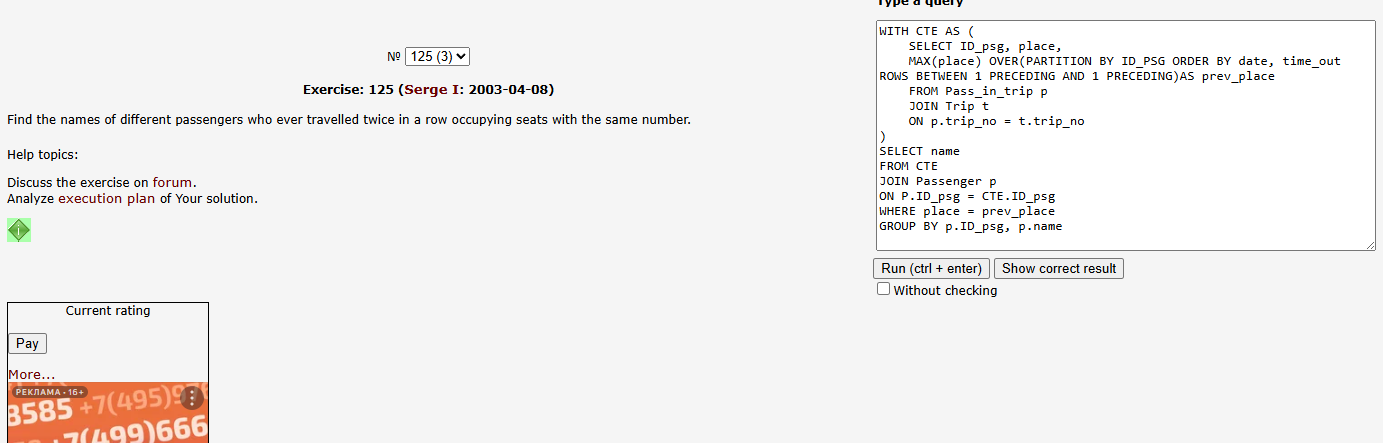 № 125 (3)
Exercise: 125 (Serge I: 2003-04-08)
Find the names of different passengers who ever travelled twice in a row occupying seats with the same number.
Help topics:
Discuss the exercise on forum.
Analyze execution plan of Your solution.
Current rating
Pay
More...
РЕКЛАМА • 16+
8585 +7(495)976
+7(499)666
Type a query
WITH CTE AS (
SELECT ID_psg, place,
MAX(place) OVER(PARTITION BY ID_PSG ORDER BY date, time_out
ROWS BETWEEN 1 PRECEDING AND 1 PRECEDING)AS prev_place
FROM Pass_in_trip p
JOIN Trip t
ON p.trip_no = t.trip_no
)
SELECT name
FROM CTE
JOIN Passenger p
ON P.ID_psg = CTE.ID_psg
WHERE place = prev_place
GROUP BY p.ID_psg, p.name
Run (ctrl + enter) Show correct result
Without checking